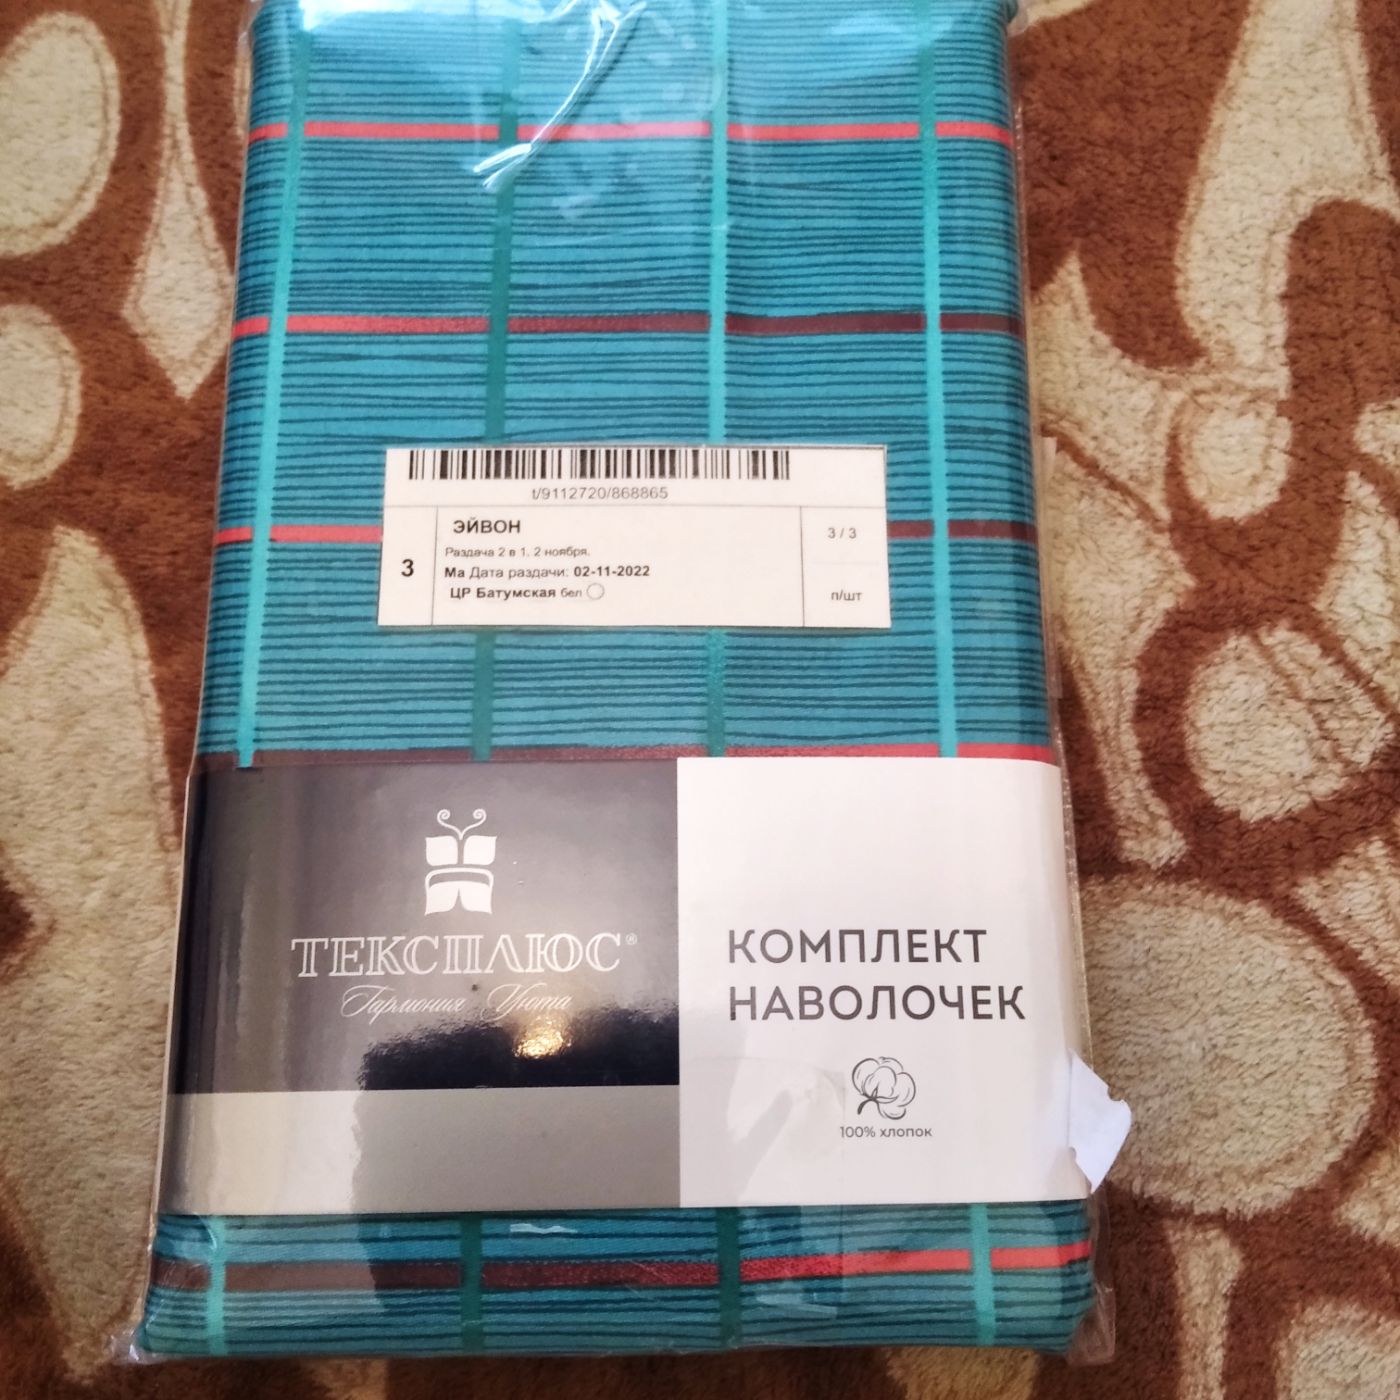 t/9112720/868865
3
ЭЙВОН
Раздача 2 в 1, 2 ноября.
Ма Дата раздачи: 02-11-2022
ЦР Батумская бел
3 / 3
п/шт
ТЕКСПЛЮС®
Гармония Уюта
КОМПЛЕКТ
НАВОЛОЧЕК
100% хлопок